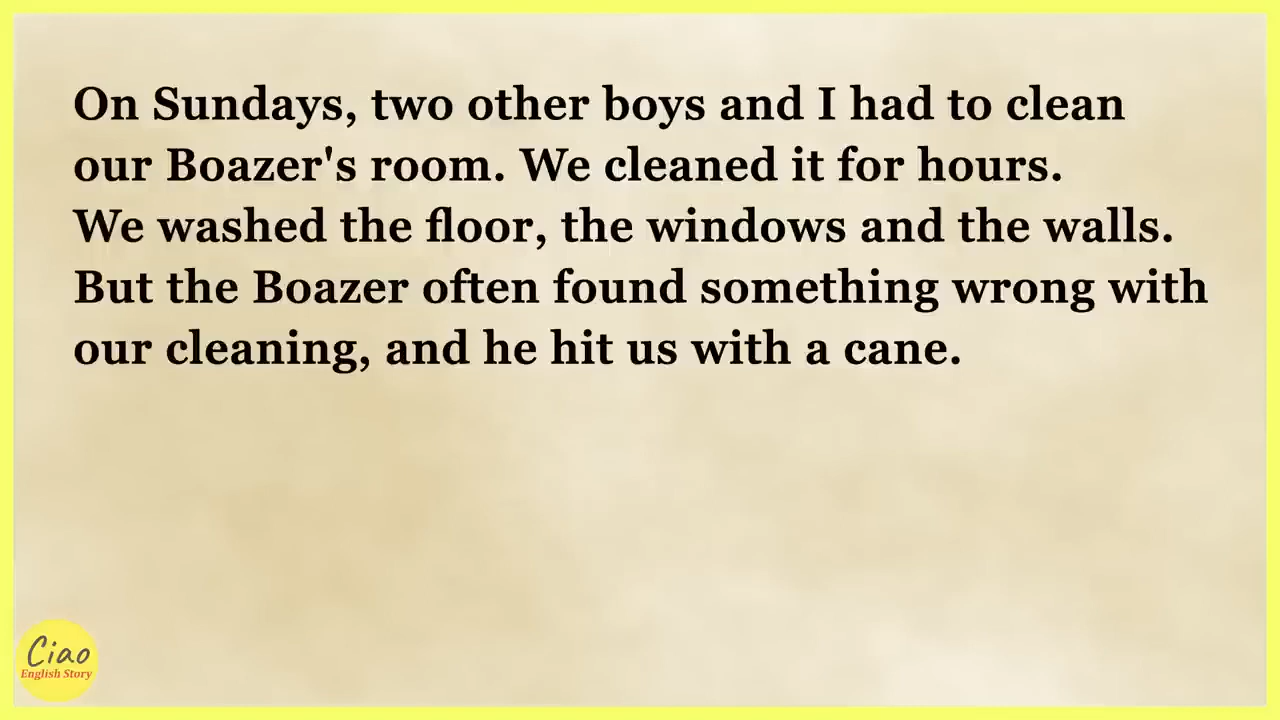 On Sundays, two other boys and I had to clean
our Boazer's room. We cleaned it for hours.
We washed the floor, the windows and the walls.
But the Boazer often found something wrong with
our cleaning, and he hit us with a cane.
Ciao
English Story